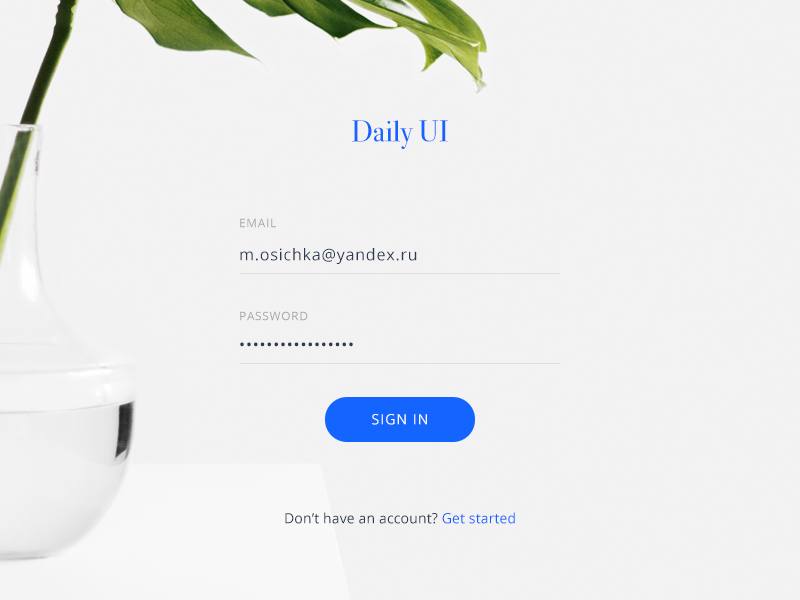 Daily UI
EMAIL
m.osichka@yandex.ru
PASSWORD
•••••••••••••••••
SIGN IN
Don't have an account? Get started